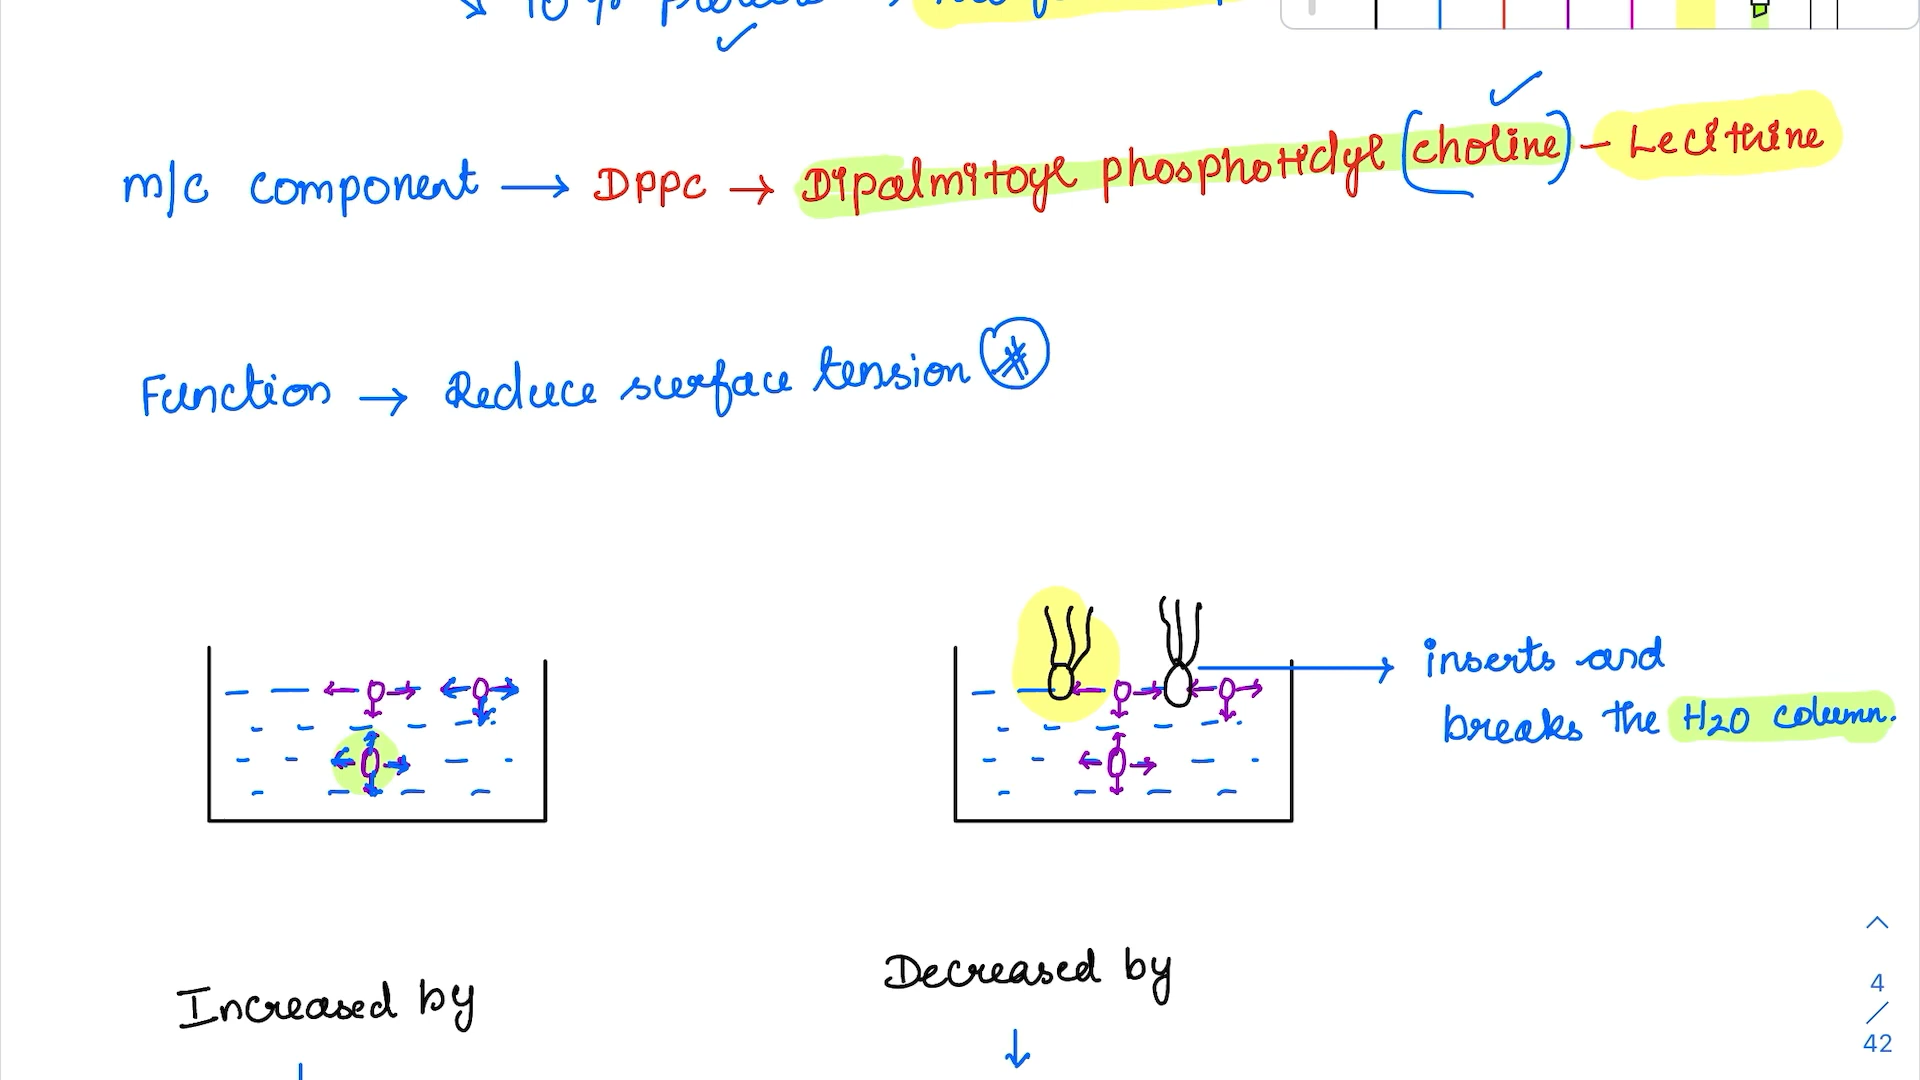 10 %
m/c component → DPPC → Dipalmitoyl phosphotidyl (choline) - Lecithine
Function → Reduce surface tension
inserts and
breaks the H2O column.
Decreased by
↓
Increased by
4
/
42